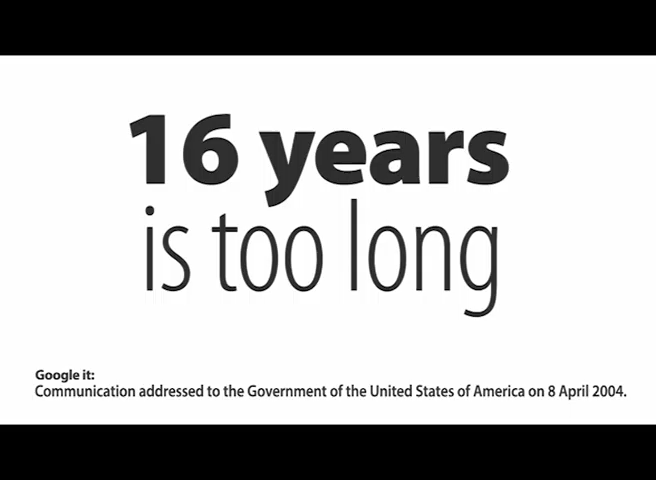 16 years
is too long
Google it:
Communication addressed to the Government of the United States of America on 8 April 2004.